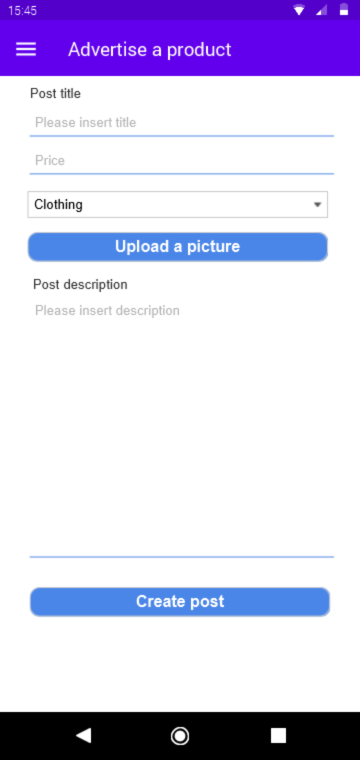 15:45
Advertise a product
Post title
Please insert title
Price
Clothing
Upload a picture
Post description
Please insert description
Create post